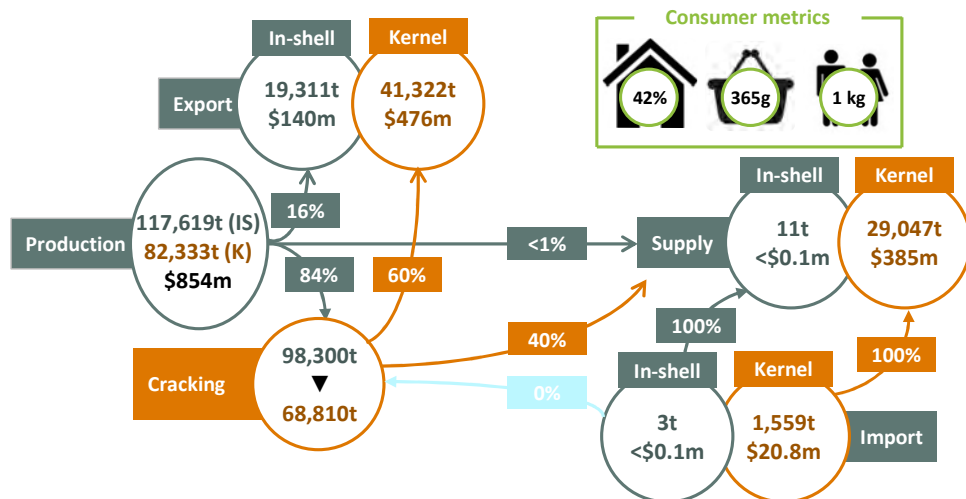 Consumer metrics
42%
365g
1 kg
In-shell
Kernel
Export
19,311t
$140m
41,322t
$476m
16%
Production
117,619t (IS)
82,333t (K)
$854m
<1%
84%
60%
In-shell
Kernel
Supply
11t
<$0.1m
29,047t
$385m
Cracking
98,300t
▼
68,810t
40%
100%
100%
0%
In-shell
Kernel
3t
<$0.1m
1,559t
$20.8m
Import